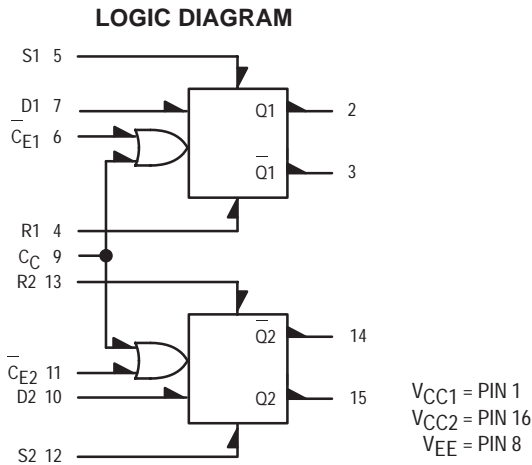 LOGIC DIAGRAM
S1 5
D1 7
C̅E1 6
R1 4
CC 9
R2 13
C̅E2 11
D2 10
S2 12
Q1 2
Q̅1 3
Q̅2 14
Q2 15
VCC1 = PIN 1
VCC2 = PIN 16
VEE = PIN 8